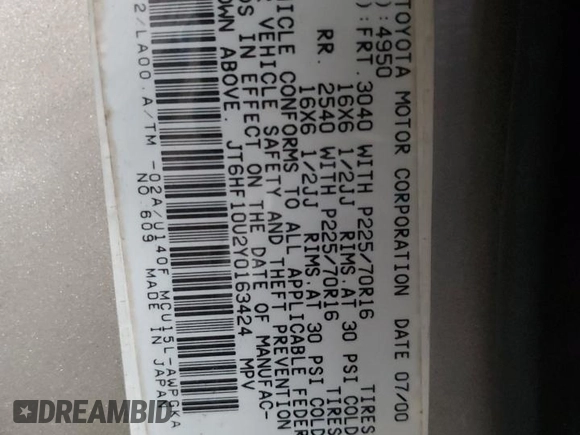 TOYOTA MOTOR CORPORATION DATE 07/00
):4950
):FRT. 3040 WITH P225/70R16 TIRES
16X6 1/2JJ RIMS.AT 30 PSI COLD
RR. 2540 WITH P225/70R16 TIRES
16X6 1/2JJ RIMS.AT 30 PSI COLD
ICLE CONFORMS TO ALL APPLICABLE FEDER
VEHICLE SAFETY AND THEFT PREVENTION
DS IN EFFECT ON THE DATE OF MANUFAC-
OWN ABOVE. JT6HF10U2Y0163424 MPV
2/LA00.A/TM -02A/U140F MCU15L-AWPGKA
NO.609 MADE IN JAPAN
DREAMBID